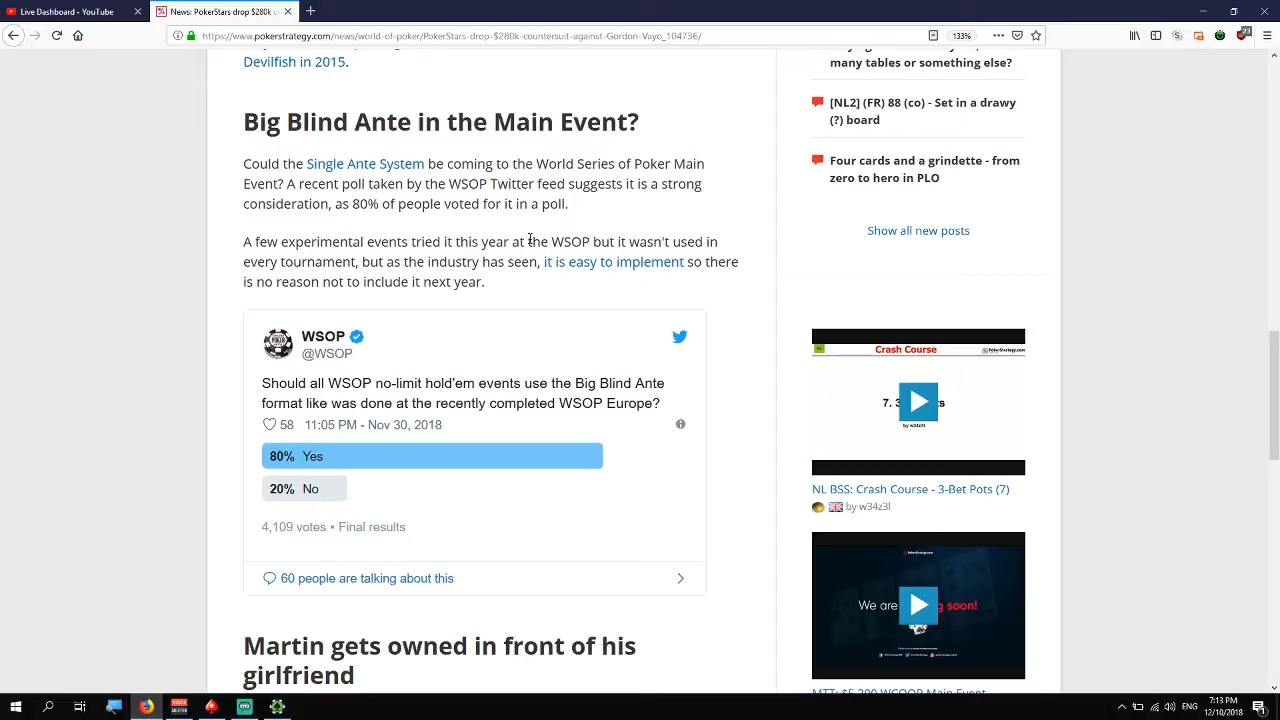 Live Dashboard - YouTube
News: PokerStars drop $280k c
https://www.pokerstrategy.com/news/world-of-poker/PokerStars-drop-$280k-countersuit-against-Gordon-Vayo_104736/
133%
23
Devilfish in 2015.
Big Blind Ante in the Main Event?
Could the Single Ante System be coming to the World Series of Poker Main
Event? A recent poll taken by the WSOP Twitter feed suggests it is a strong
consideration, as 80% of people voted for it in a poll.
A few experimental events tried it this year at the WSOP but it wasn't used in
every tournament, but as the industry has seen, it is easy to implement so there
is no reason not to include it next year.
WSOP
@WSOP
Should all WSOP no-limit hold'em events use the Big Blind Ante
format like was done at the recently completed WSOP Europe?
58 11:05 PM - Nov 30, 2018
80% Yes
20% No
4,109 votes • Final results
60 people are talking about this
Martin gets owned in front of his
girlfriend
many tables or something else?
[NL2] (FR) 88 (co) - Set in a drawy
(?) board
Four cards and a grindette - from
zero to hero in PLO
Show all new posts
Crash Course
PokerStrategy.com
7. 3
ts
by w34z3l
NL BSS: Crash Course - 3-Bet Pots (7)
by w34z3l
We are
g soon!
MTT: $5,200 WCOOP Main Event
ENG
7:13 PM
12/10/2018